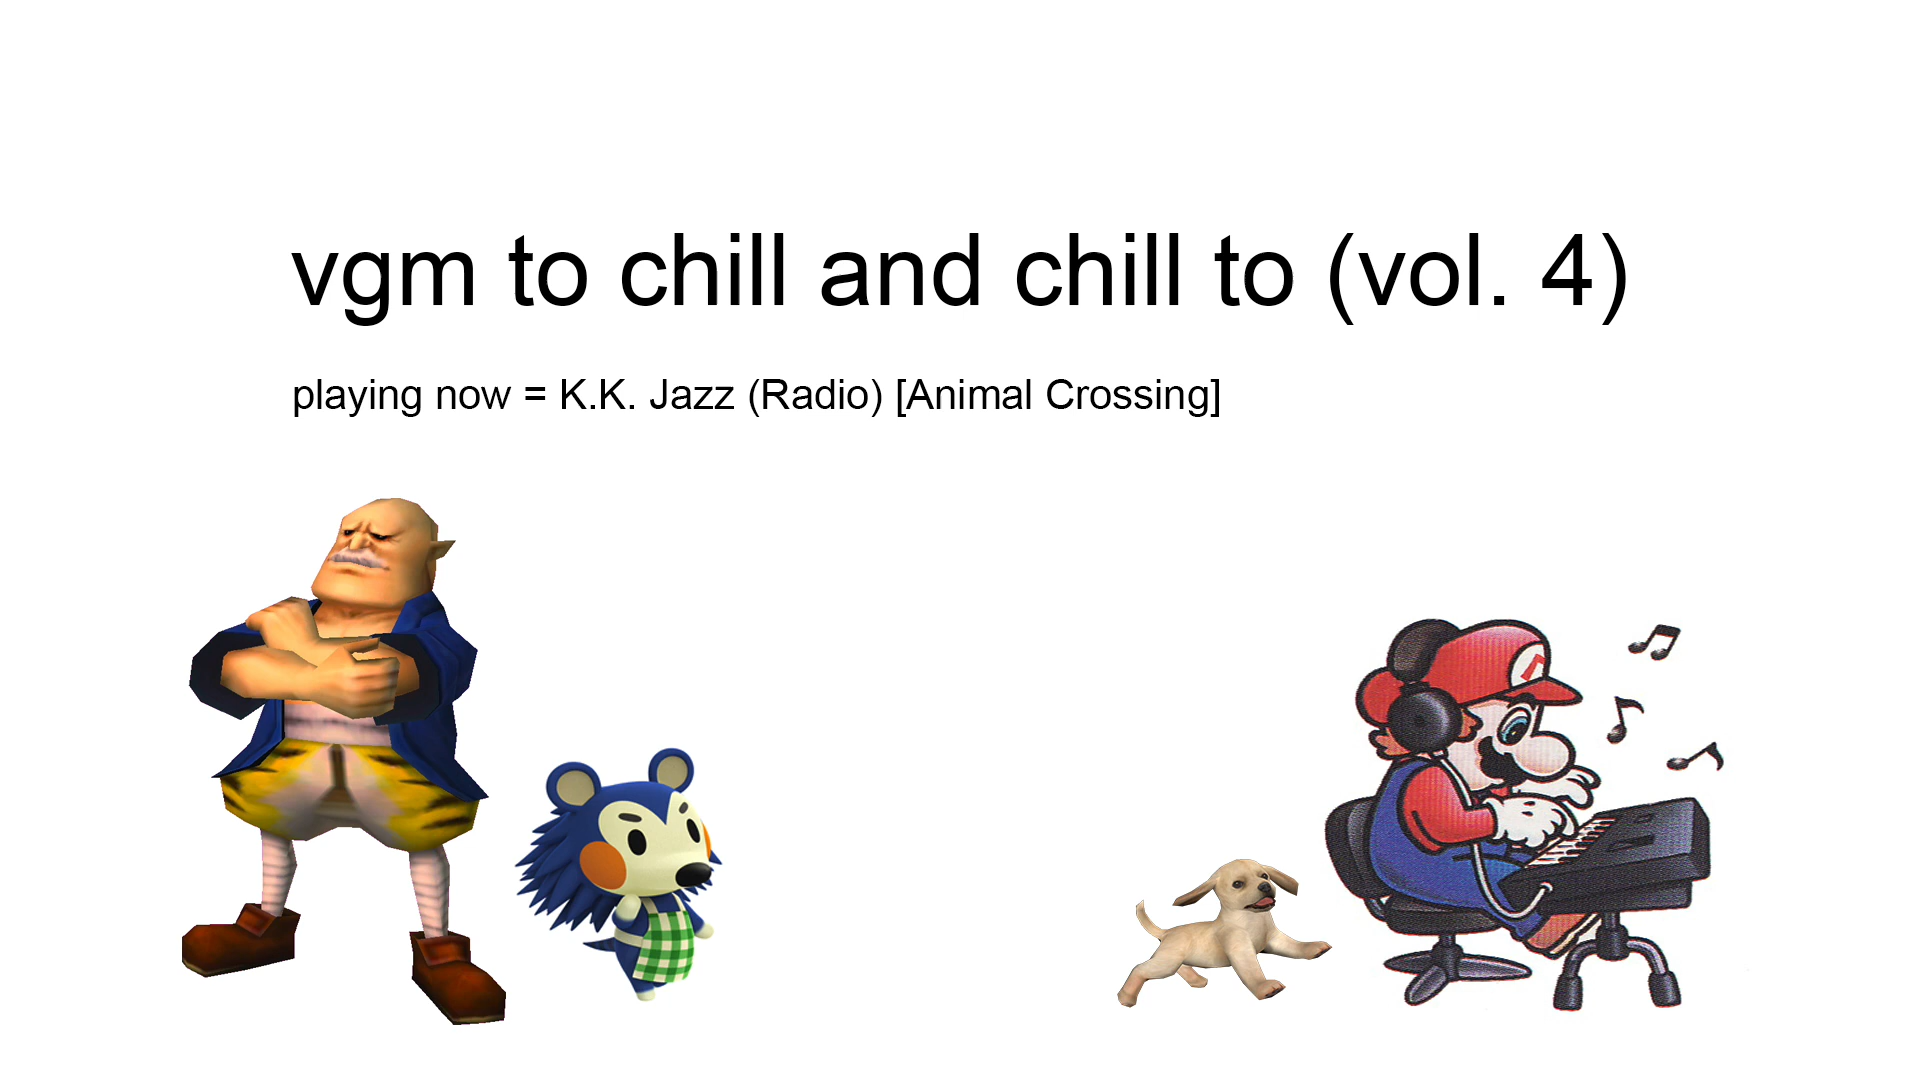 vgm to chill and chill to (vol. 4)
playing now = K.K. Jazz (Radio) [Animal Crossing]